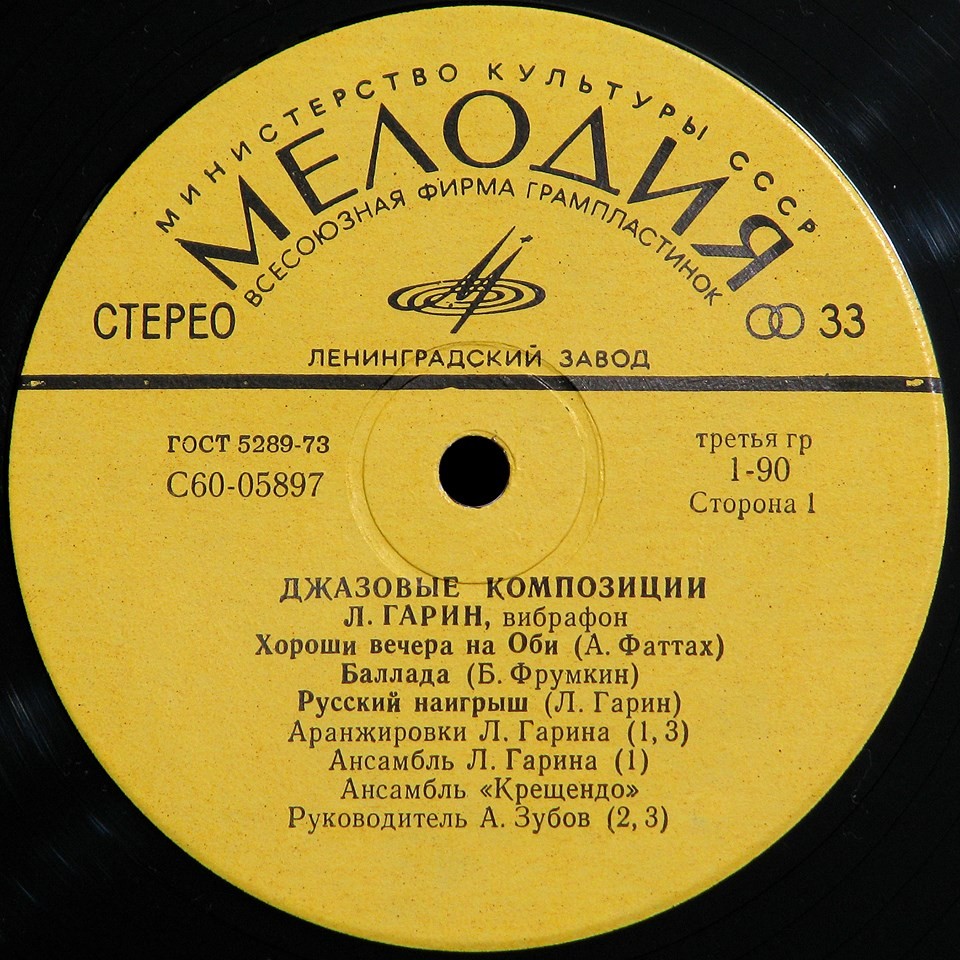 МИНИСТЕРСТВО КУЛЬТУРЫ СССР
МЕЛОДИЯ
ВСЕСОЮЗНАЯ ФИРМА ГРАМПЛАСТИНОК
СТЕРЕО
33
ЛЕНИНГРАДСКИЙ ЗАВОД
ГОСТ 5289-73
С60-05897
третья гр
1-90
Сторона 1
ДЖАЗОВЫЕ КОМПОЗИЦИИ
Л. ГАРИН, вибрафон
Хороши вечера на Оби (А. Фаттах)
Баллада (Б. Фрумкин)
Русский наигрыш (Л. Гарин)
Аранжировки Л. Гарина (1, 3)
Ансамбль Л. Гарина (1)
Ансамбль «Крещендо»
Руководитель А. Зубов (2, 3)